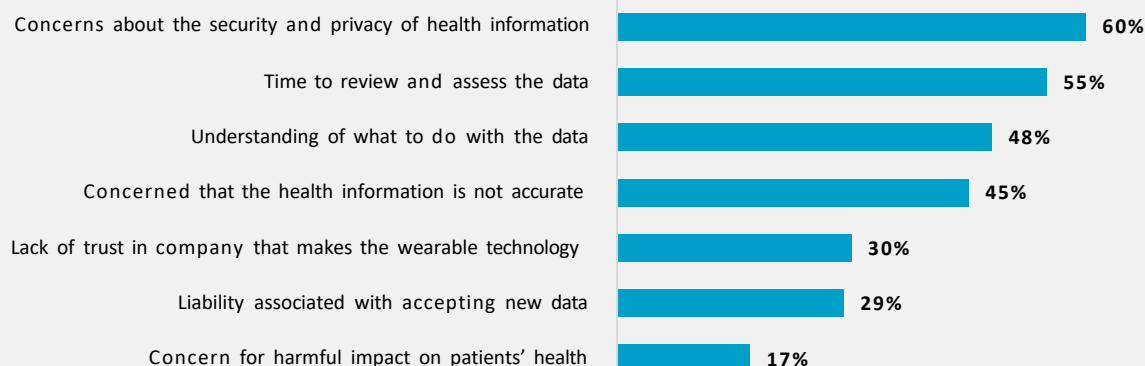 Concerns about the security and privacy of health information 60%
Time to review and assess the data 55%
Understanding of what to do with the data 48%
Concerned that the health information is not accurate 45%
Lack of trust in company that makes the wearable technology 30%
Liability associated with accepting new data 29%
Concern for harmful impact on patients’ health 17%